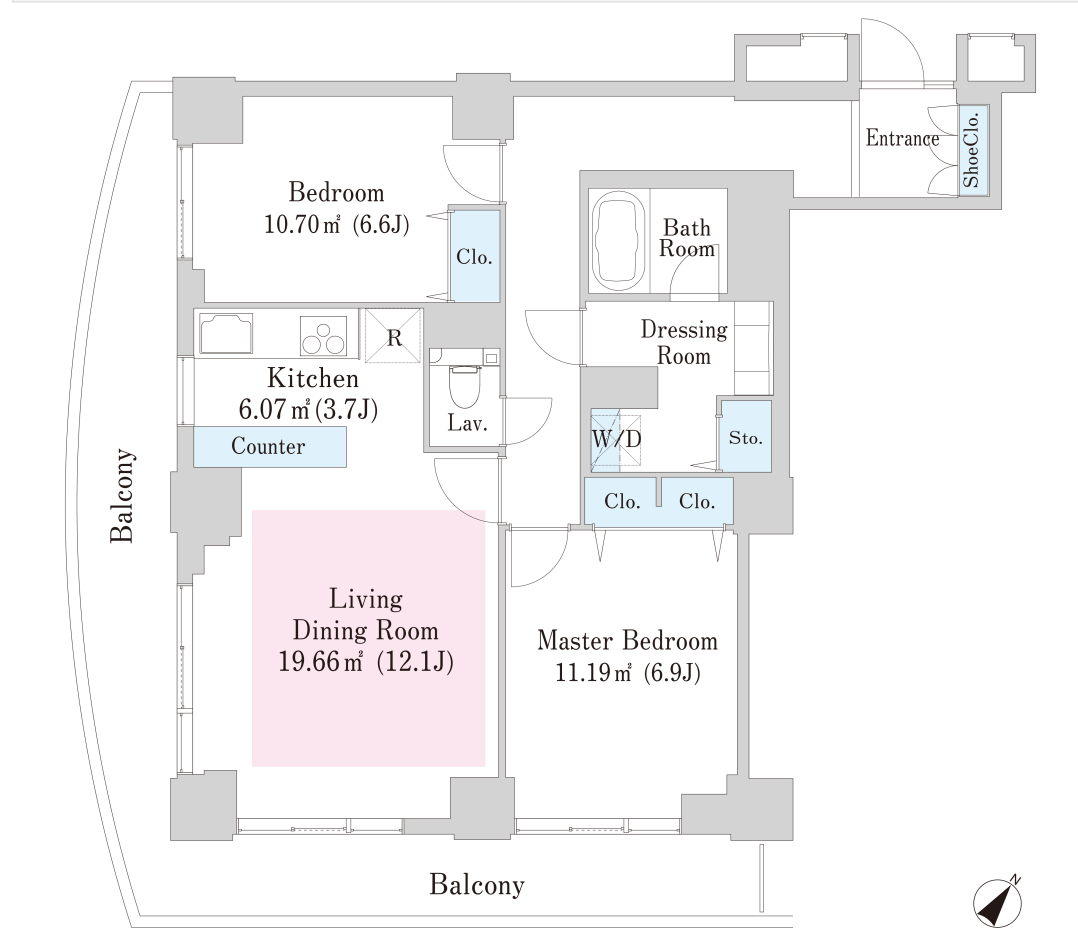 Entrance
ShoeClo.
Bedroom
10.70㎡ (6.6J)
Clo.
Bath
Room
Dressing
Room
R
Kitchen
6.07㎡(3.7J)
Lav.
Counter
W/D
Sto.
Clo.
Clo.
Balcony
Living
Dining Room
19.66㎡ (12.1J)
Master Bedroom
11.19㎡ (6.9J)
Balcony
N